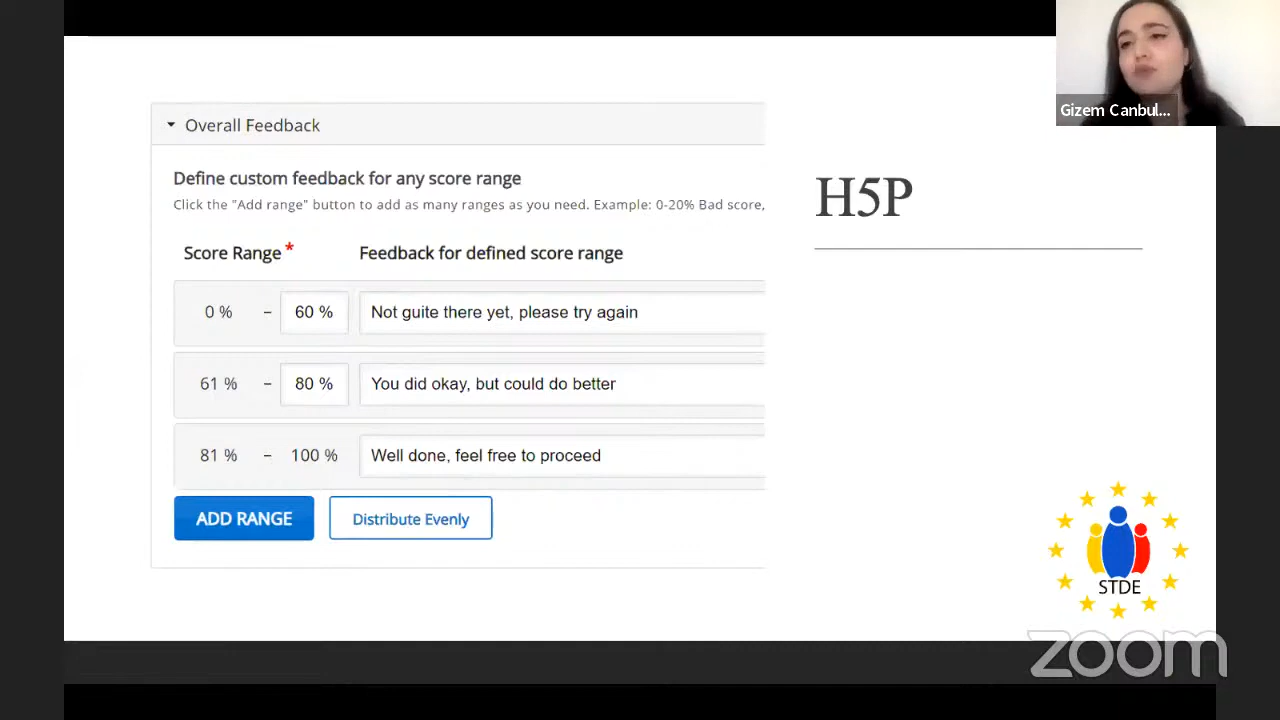 Gizem Canbul...
Overall Feedback
Define custom feedback for any score range
Click the "Add range" button to add as many ranges as you need. Example: 0-20% Bad score,
Score Range * Feedback for defined score range
0 % – 60 % Not guite there yet, please try again
61 % – 80 % You did okay, but could do better
81 % – 100 % Well done, feel free to proceed
ADD RANGE Distribute Evenly
H5P
STDE
zoom